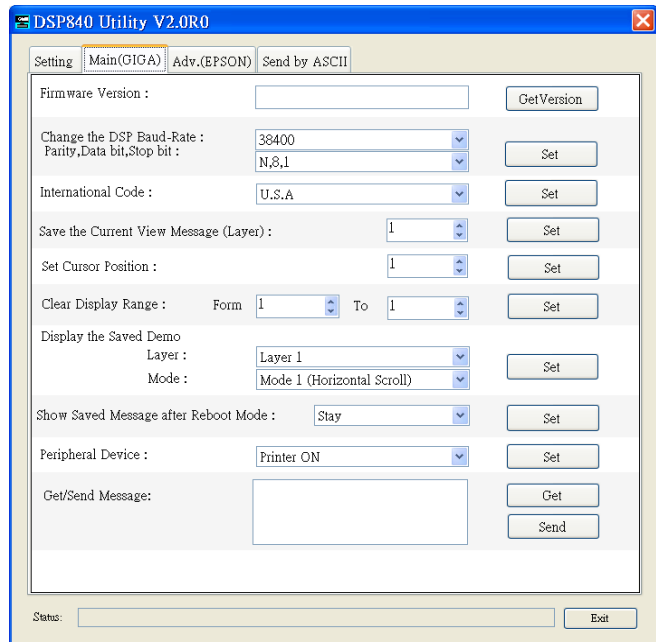 DSP840 Utility V2.0R0
Setting Main(GIGA) Adv.(EPSON) Send by ASCII
Firmware Version : GetVersion
Change the DSP Baud-Rate : 38400
Parity,Data bit,Stop bit : N,8,1 Set
International Code : U.S.A Set
Save the Current View Message (Layer) : 1 Set
Set Cursor Position : 1 Set
Clear Display Range : Form 1 To 1 Set
Display the Saved Demo
Layer : Layer 1
Set
Mode : Mode 1 (Horizontal Scroll)
Show Saved Message after Reboot Mode : Stay Set
Peripheral Device : Printer ON Set
Get/Send Message: Get
Send
Status: Exit